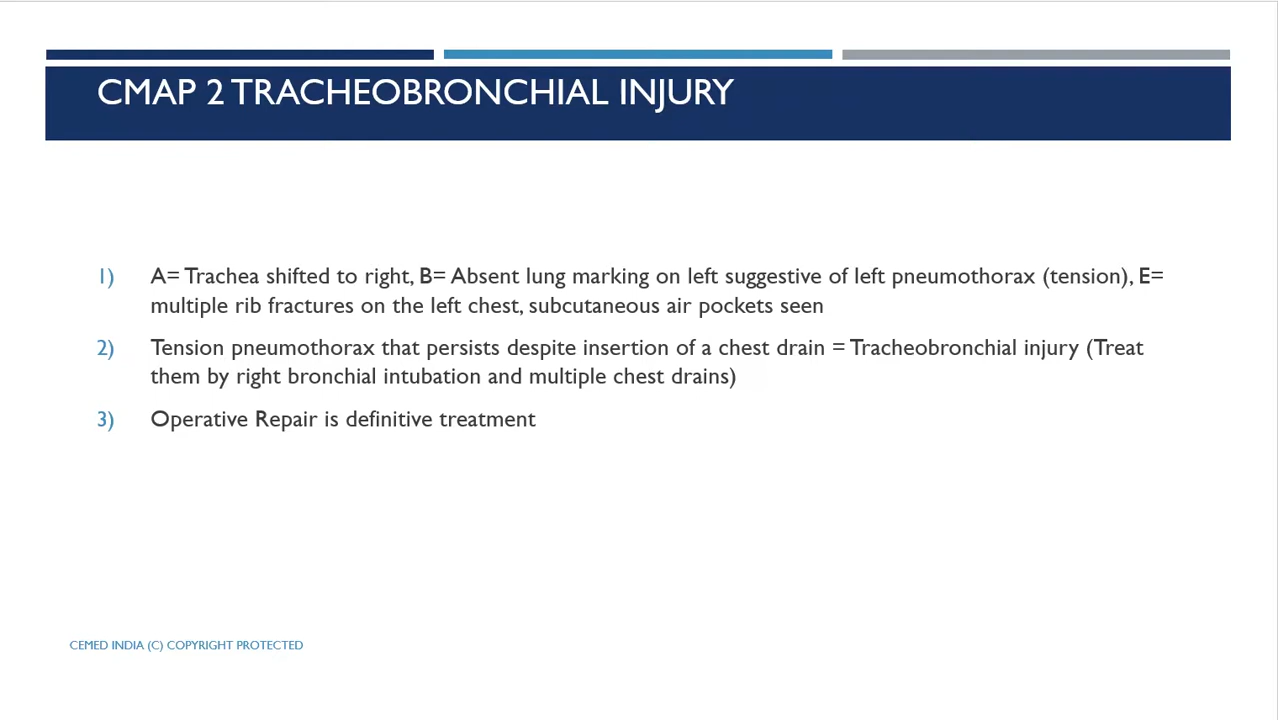 CMAP 2 TRACHEOBRONCHIAL INJURY
1) A= Trachea shifted to right, B= Absent lung marking on left suggestive of left pneumothorax (tension), E=
multiple rib fractures on the left chest, subcutaneous air pockets seen
2) Tension pneumothorax that persists despite insertion of a chest drain = Tracheobronchial injury (Treat
them by right bronchial intubation and multiple chest drains)
3) Operative Repair is definitive treatment
CEMED INDIA (C) COPYRIGHT PROTECTED